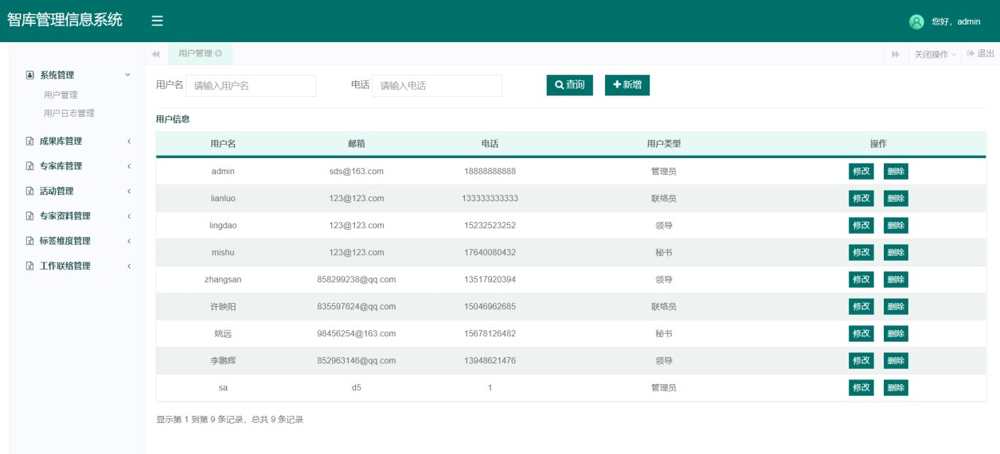 智库管理信息系统
您好，admin
用户管理 关闭操作 退出
系统管理
用户管理
用户日志管理
成果库管理
专家库管理
活动管理
专家资料管理
标签维度管理
工作联络管理
用户名 请输入用户名 电话 请输入电话 查询 新增
用户信息
用户名 邮箱 电话 用户类型 操作
admin sds@163.com 18888888888 管理员 修改 删除
lianluo 123@123.com 133333333333 联络员 修改 删除
lingdao 123@123.com 15232523252 领导 修改 删除
mishu 123@123.com 17640080432 秘书 修改 删除
zhangsan 858299238@qq.com 13517920394 领导 修改 删除
许映阳 835597624@qq.com 15046962685 联络员 修改 删除
姚远 98456254@163.com 15678126482 秘书 修改 删除
李鹏辉 852963146@qq.com 13948621476 领导 修改 删除
sa d5 1 管理员 修改 删除
显示第 1 到第 9 条记录，总共 9 条记录